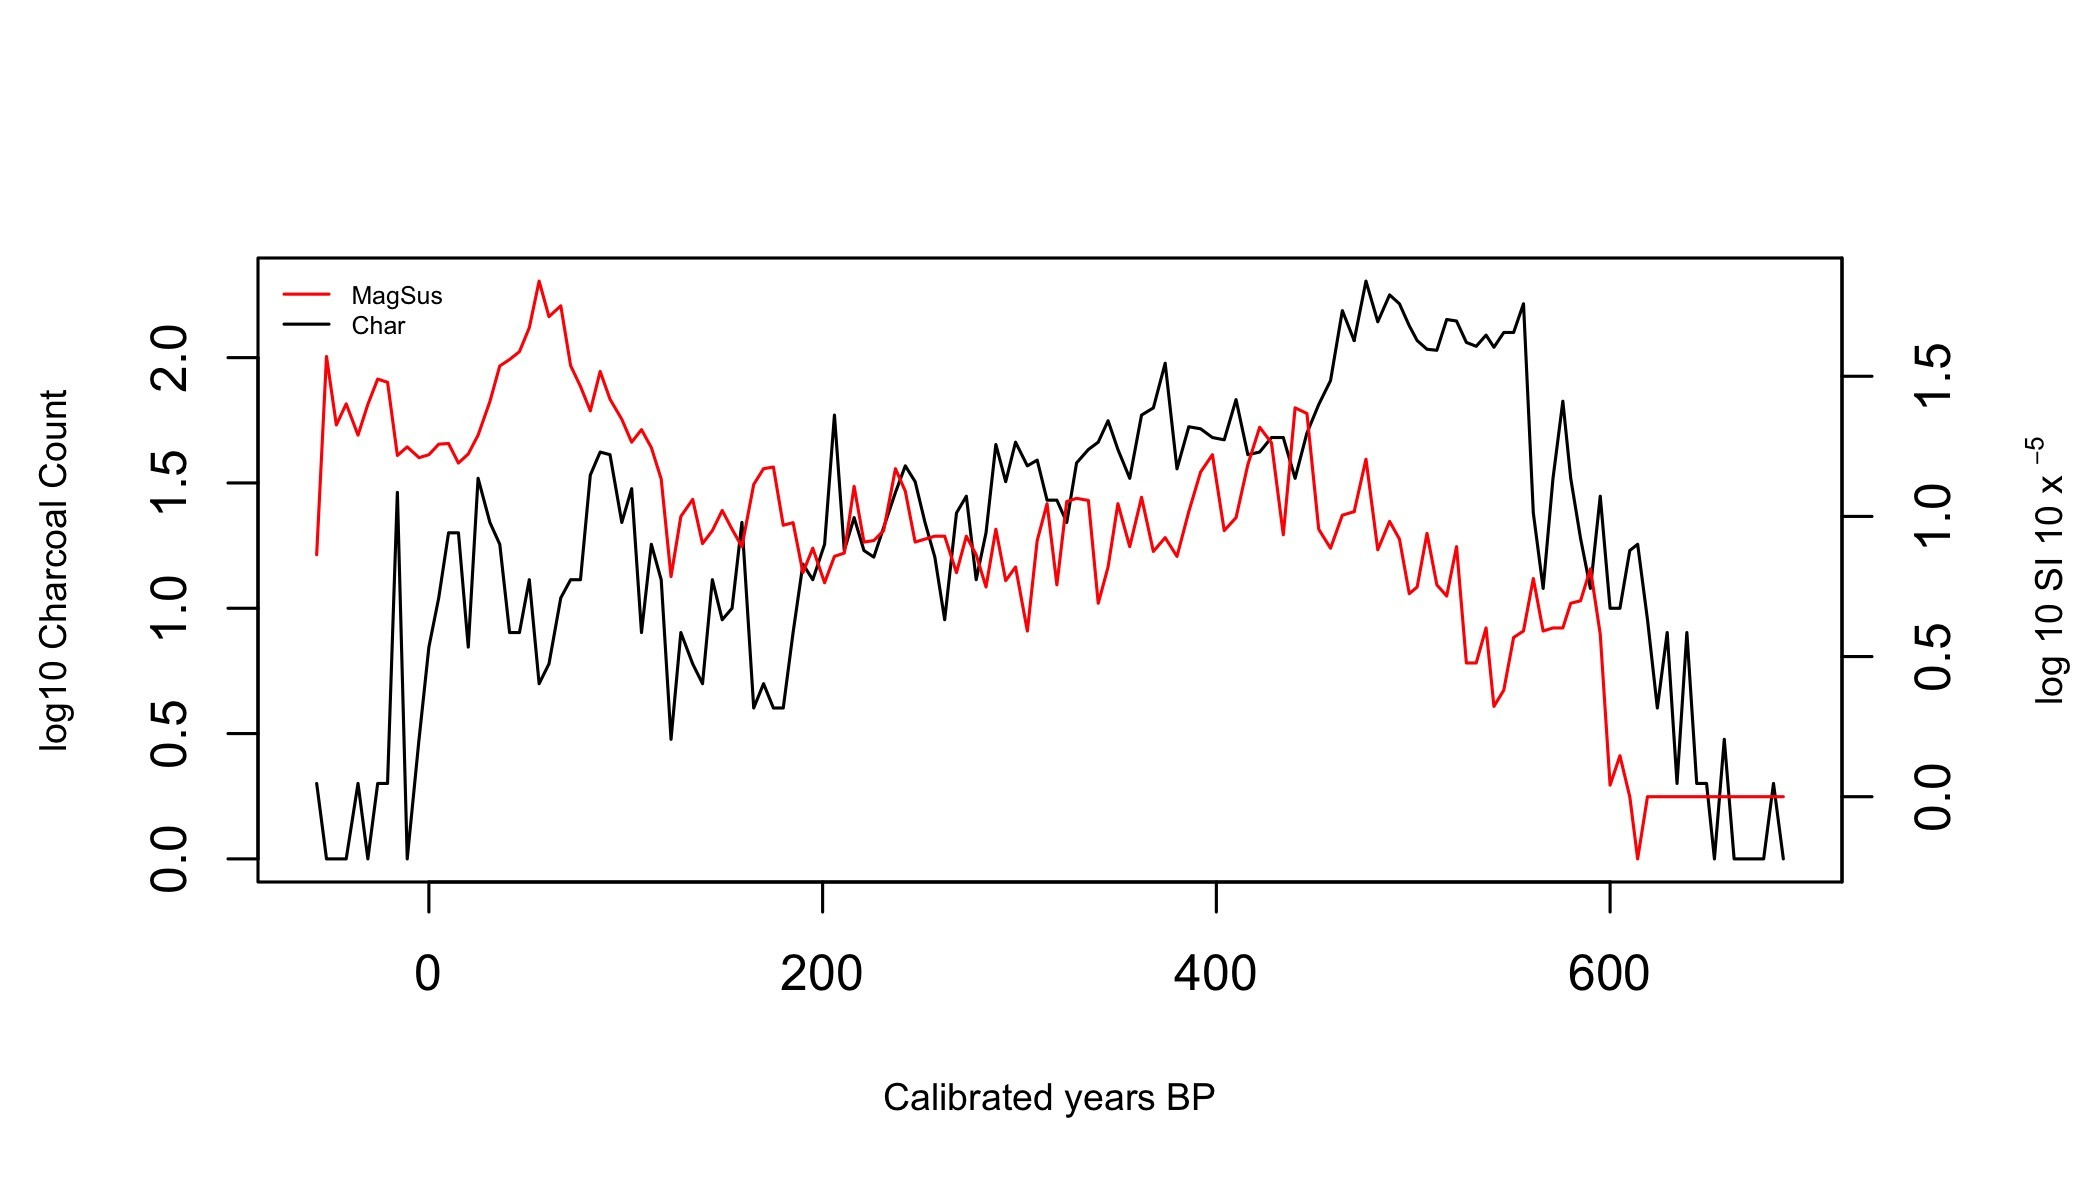 MagSus
Char
log10 Charcoal Count
0.0 0.5 1.0 1.5 2.0
0.0 0.5 1.0 1.5
log 10 SI 10 x ⁻⁵
0 200 400 600
Calibrated years BP